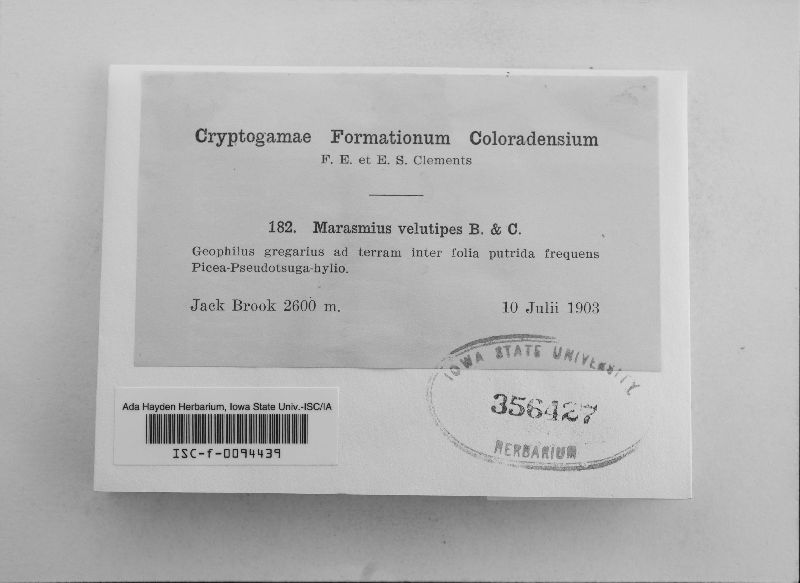 Cryptogamae Formationum Coloradensium
F. E. et E. S. Clements
182. Marasmius velutipes B. & C.
Geophilus gregarius ad terram inter folia putrida frequens
Picea-Pseudotsuga-hylio.
Jack Brook 2600 m. 10 Julii 1903
IOWA STATE UNIVERSITY
356427
HERBARIUM
Ada Hayden Herbarium, Iowa State Univ.-ISC/IA
ISC-f-0094439